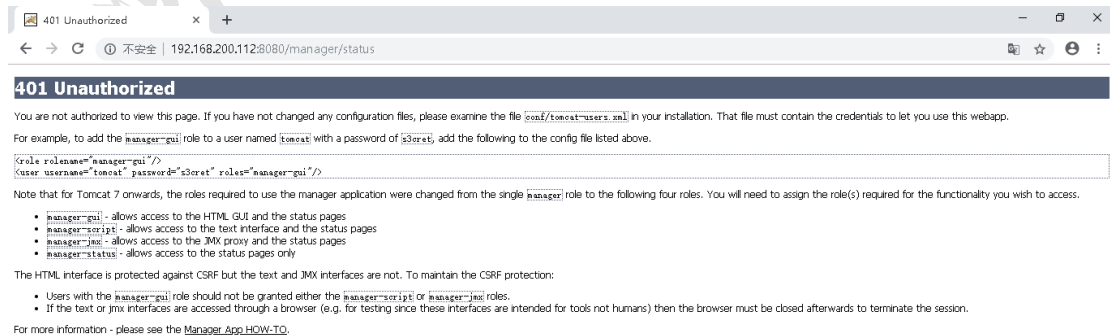 401 Unauthorized
不安全 | 192.168.200.112:8080/manager/status
401 Unauthorized
You are not authorized to view this page. If you have not changed any configuration files, please examine the file conf/tomcat-users.xml in your installation. That file must contain the credentials to let you use this webapp.
For example, to add the manager-gui role to a user named tomcat with a password of s3cret, add the following to the config file listed above.
<role rolename="manager-gui"/>
<user username="tomcat" password="s3cret" roles="manager-gui"/>
Note that for Tomcat 7 onwards, the roles required to use the manager application were changed from the single manager role to the following four roles. You will need to assign the role(s) required for the functionality you wish to access.
• manager-gui - allows access to the HTML GUI and the status pages
• manager-script - allows access to the text interface and the status pages
• manager-jmx - allows access to the JMX proxy and the status pages
• manager-status - allows access to the status pages only
The HTML interface is protected against CSRF but the text and JMX interfaces are not. To maintain the CSRF protection:
• Users with the manager-gui role should not be granted either the manager-script or manager-jmx roles.
• If the text or jmx interfaces are accessed through a browser (e.g. for testing since these interfaces are intended for tools not humans) then the browser must be closed afterwards to terminate the session.
For more information - please see the Manager App HOW-TO.